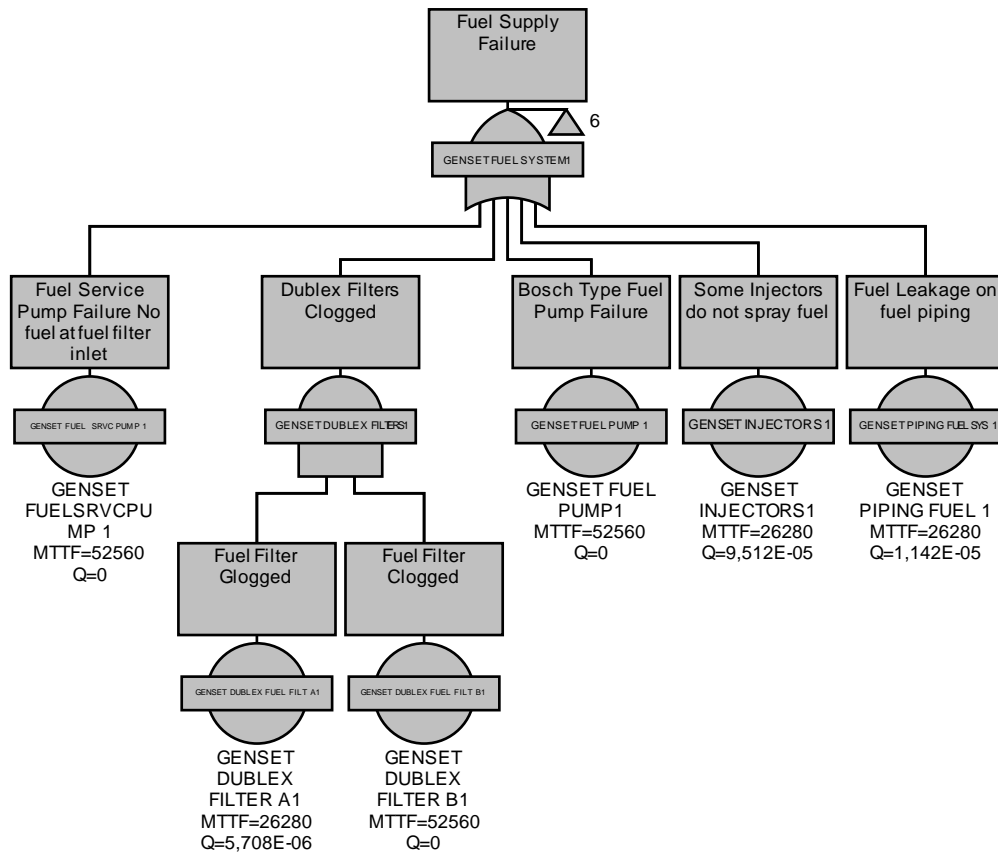 Fuel Supply
Failure
6
GENSET FUEL SYSTEM1
Fuel Service
Pump Failure No
fuel at fuel filter
inlet
GENSET FUEL SRVC PUMP 1
GENSET
FUELSRVCPU
MP 1
MTTF=52560
Q=0
Dublex Filters
Clogged
GENSET DUBLEX FILTERS1
Bosch Type Fuel
Pump Failure
GENSET FUEL PUMP 1
GENSET FUEL
PUMP1
MTTF=52560
Q=0
Some Injectors
do not spray fuel
GENSET INJECTORS 1
GENSET
INJECTORS1
MTTF=26280
Q=9,512E-05
Fuel Leakage on
fuel piping
GENSET PIPING FUEL SYS 1
GENSET
PIPING FUEL 1
MTTF=26280
Q=1,142E-05
Fuel Filter
Glogged
GENSET DUBLEX FUEL FILT A1
GENSET
DUBLEX
FILTER A1
MTTF=26280
Q=5,708E-06
Fuel Filter
Clogged
GENSET DUBLEX FUEL FILT B1
GENSET
DUBLEX
FILTER B1
MTTF=52560
Q=0